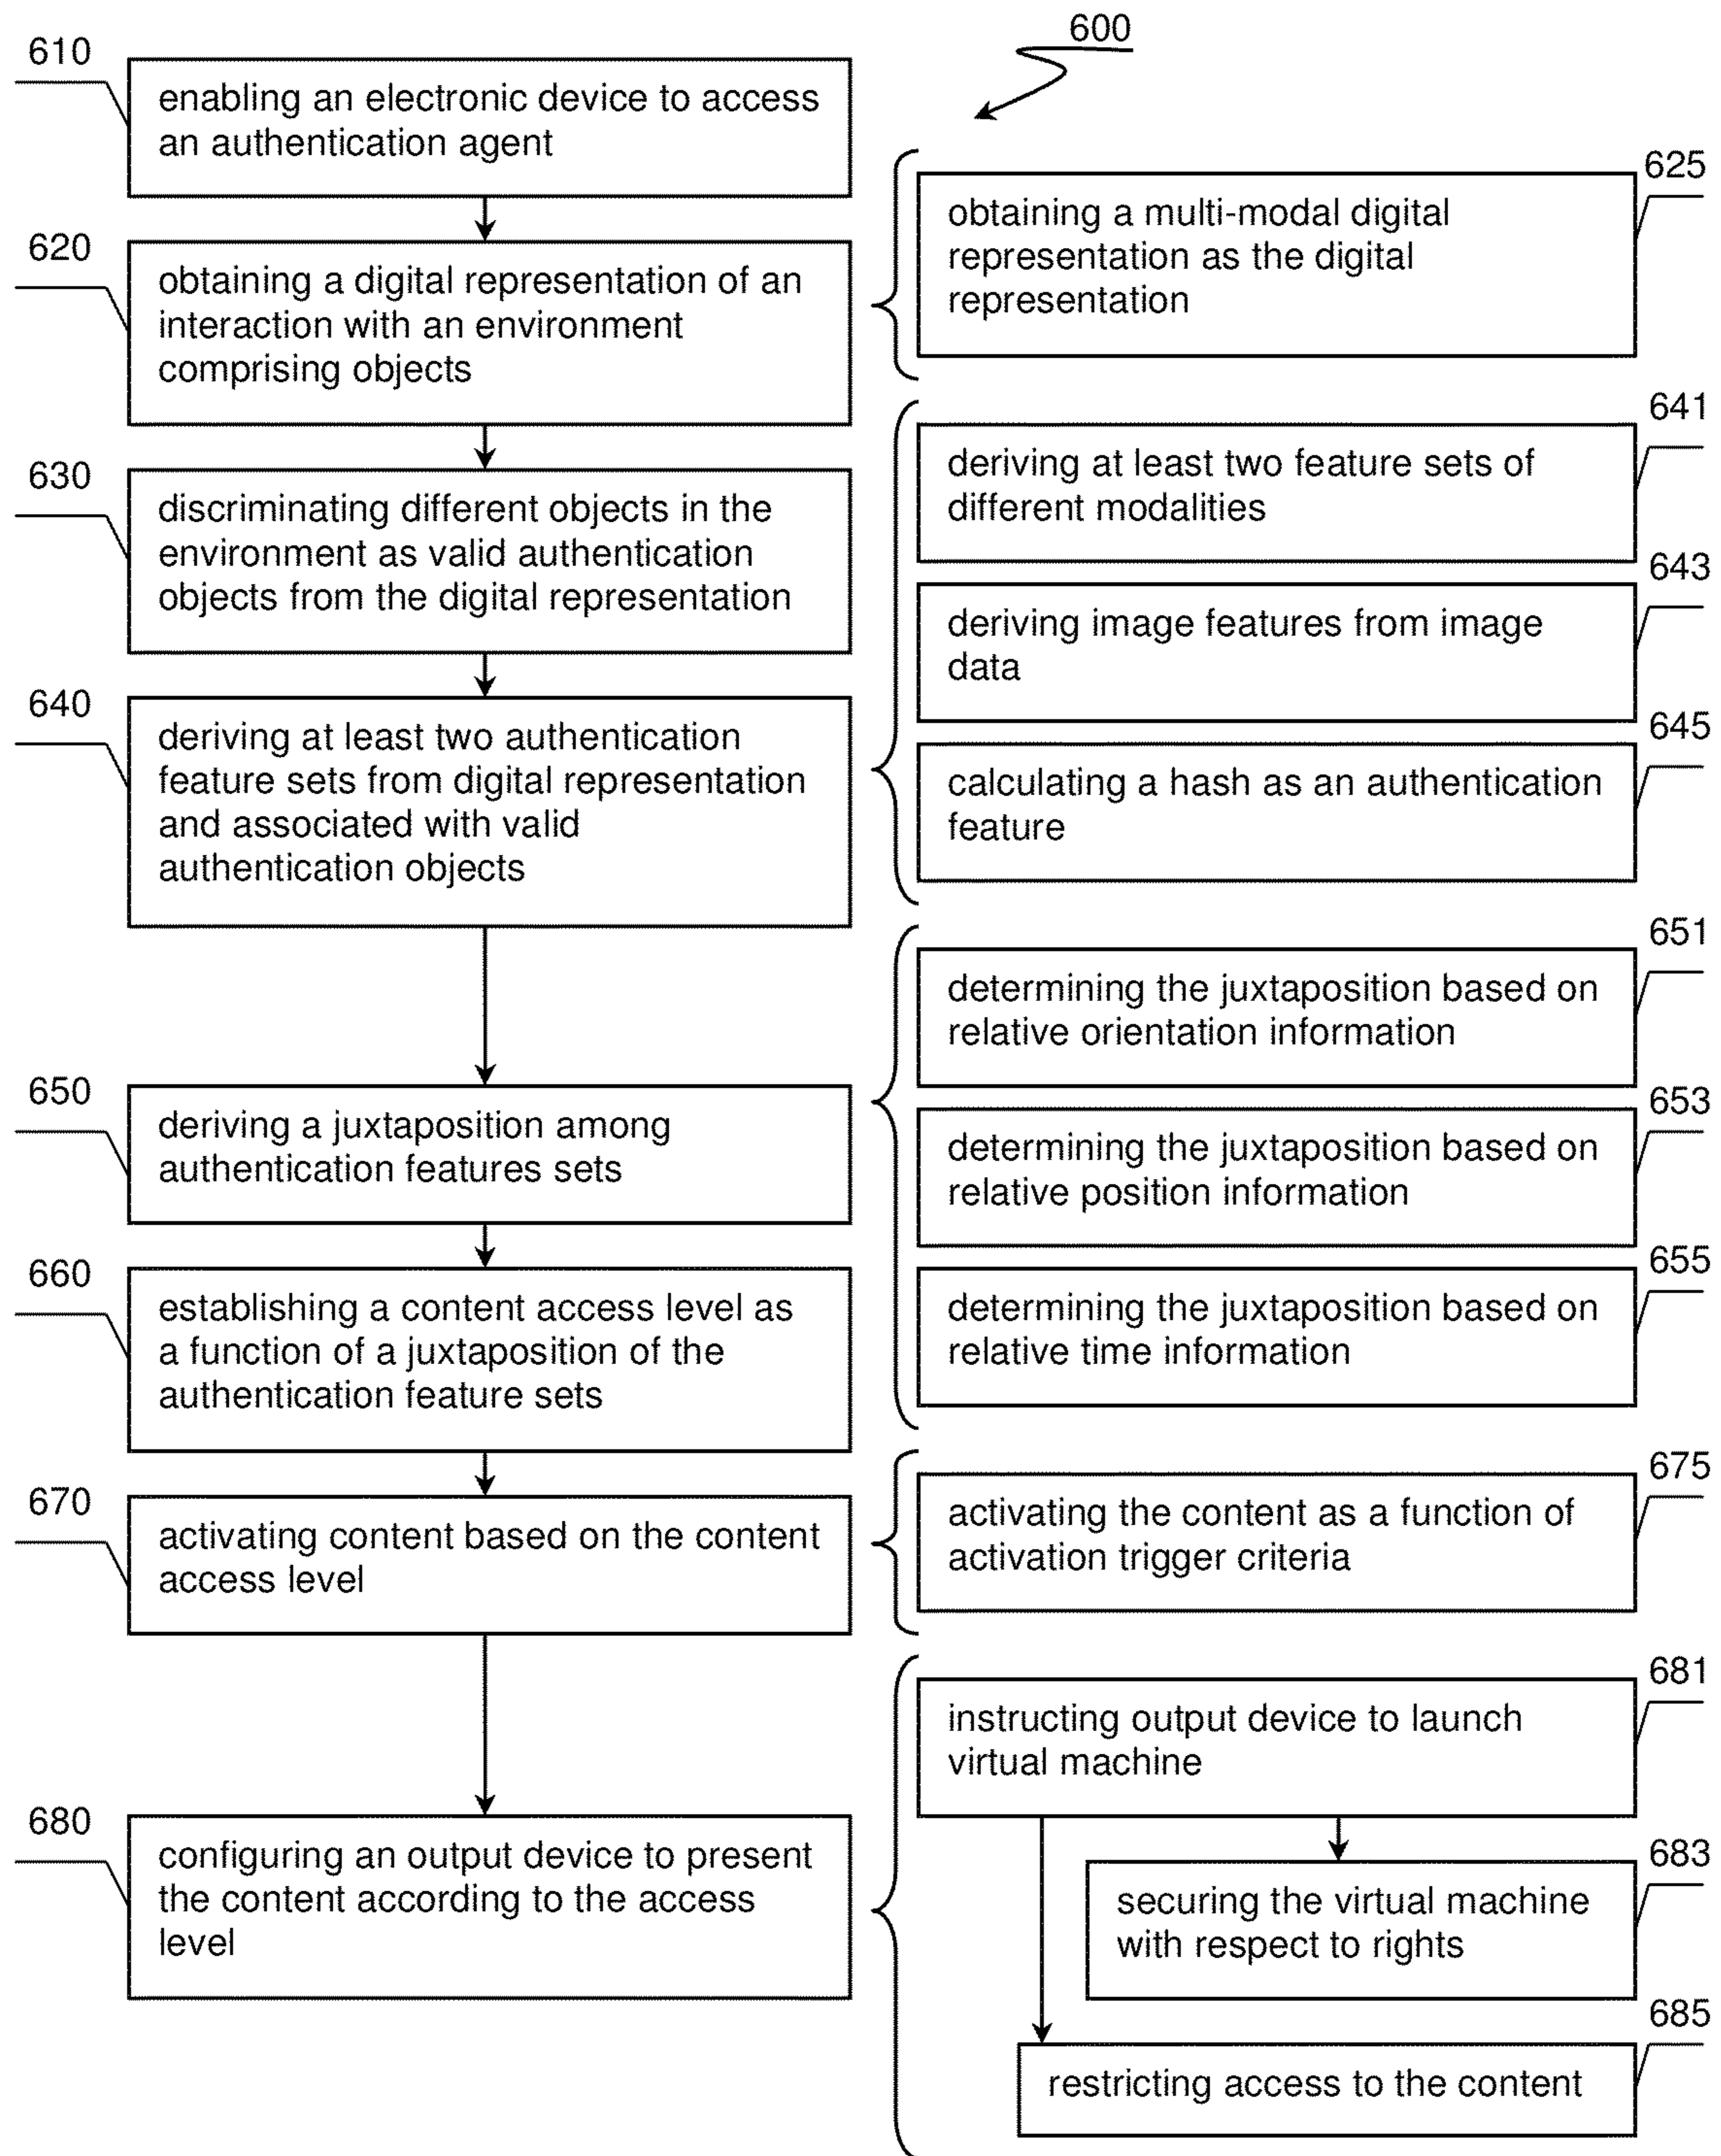 600
610
enabling an electronic device to access
an authentication agent
620
obtaining a digital representation of an
interaction with an environment
comprising objects
625
obtaining a multi-modal digital
representation as the digital
representation
630
discriminating different objects in the
environment as valid authentication
objects from the digital representation
640
deriving at least two authentication
feature sets from digital representation
and associated with valid
authentication objects
641
deriving at least two feature sets of
different modalities
643
deriving image features from image
data
645
calculating a hash as an authentication
feature
650
deriving a juxtaposition among
authentication features sets
651
determining the juxtaposition based on
relative orientation information
653
determining the juxtaposition based on
relative position information
655
determining the juxtaposition based on
relative time information
660
establishing a content access level as
a function of a juxtaposition of the
authentication feature sets
670
activating content based on the content
access level
675
activating the content as a function of
activation trigger criteria
680
configuring an output device to present
the content according to the access
level
681
instructing output device to launch
virtual machine
683
securing the virtual machine
with respect to rights
685
restricting access to the content